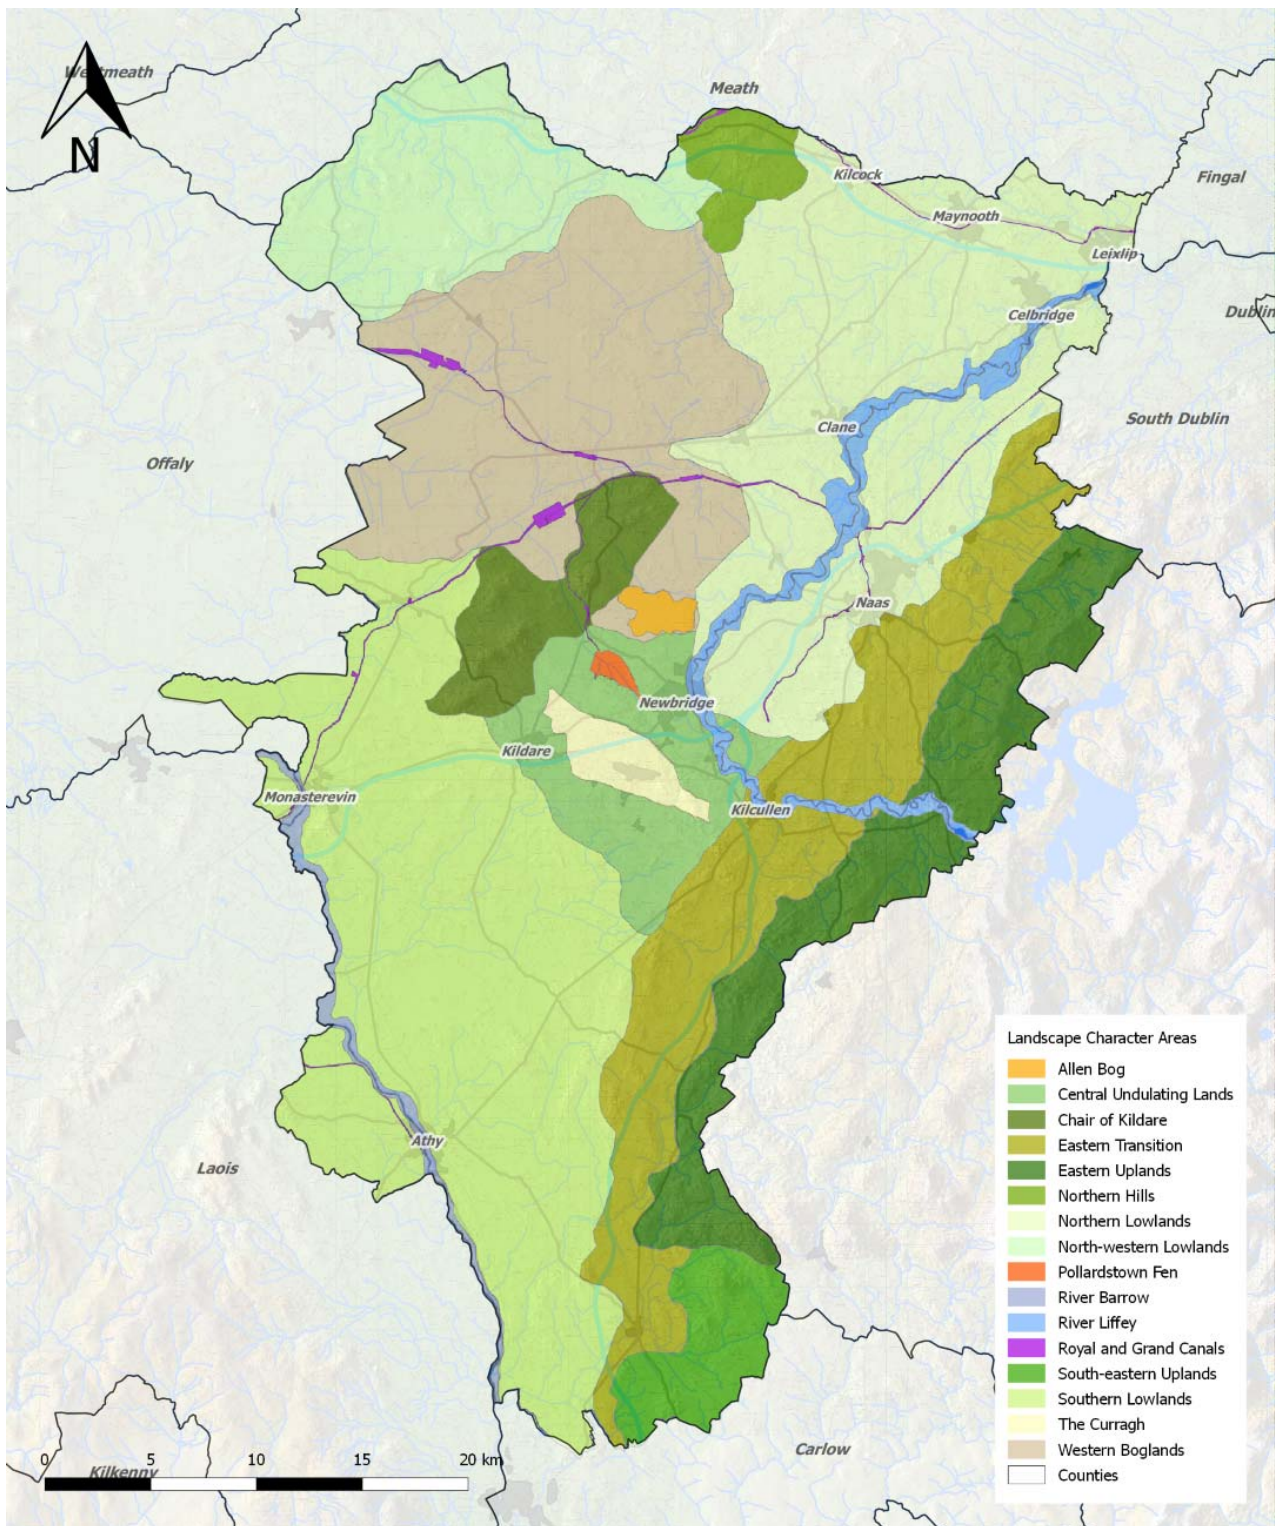 Westmeath
Meath
N
Kilcock
Fingal
Maynooth
Leixlip
Celbridge
Dublin
South Dublin
Clane
Offaly
Naas
Newbridge
Kildare
Monasterevin
Kilcullen
Landscape Character Areas
Allen Bog
Central Undulating Lands
Chair of Kildare
Eastern Transition
Eastern Uplands
Northern Hills
Northern Lowlands
North-western Lowlands
Pollardstown Fen
River Barrow
River Liffey
Royal and Grand Canals
South-eastern Uplands
Southern Lowlands
The Curragh
Western Boglands
Counties
Athy
Laois
Carlow
0 5 10 15 20 km
Kilkenny